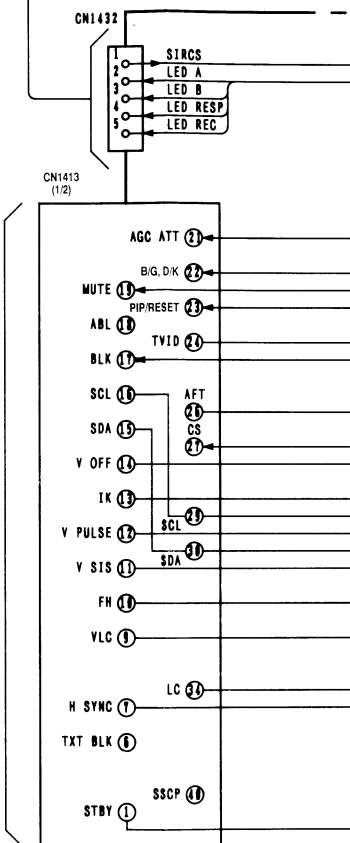 CN1432
1 SIRCS
2 LED A
3 LED B
4 LED RESP
5 LED REC
CN1413
(1/2)
AGC ATT 21
B/G, D/K 22
MUTE 19
PIP/RESET 23
ABL 18
TVID 24
BLK 17
SCL 16
AFT
26
SDA 15
CS
27
V OFF 14
IK 13
29
SCL
V PULSE 12
30
SDA
V SIS 11
FH 10
VLC 9
LC 34
H SYNC 7
TXT BLK 6
SSCP 40
STBY 1